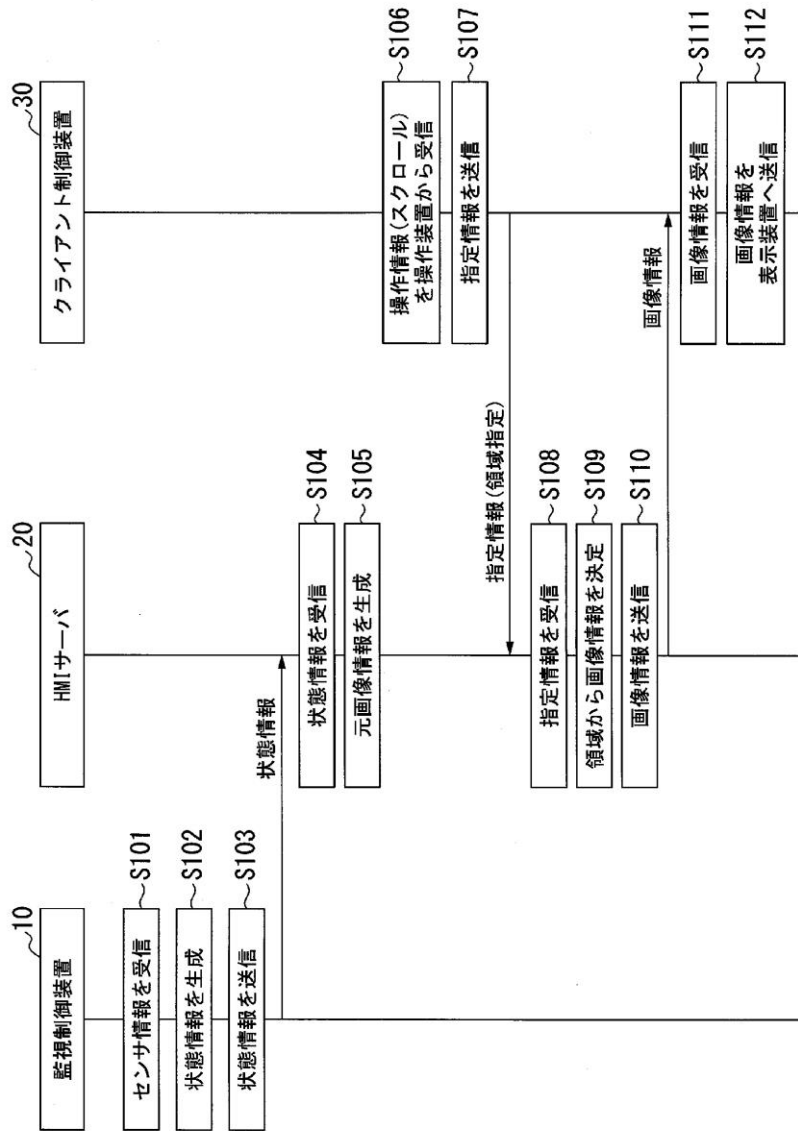 10
監視制御装置
センサ情報を受信
S101
状態情報を生成
S102
状態情報を送信
S103
状態情報
20
HMIサーバ
状態情報を受信
S104
元画像情報を生成
S105
30
クライアント制御装置
操作情報(スクロール)
を操作装置から受信
S106
指定情報を送信
S107
指定情報(領域指定)
指定情報を受信
S108
領域から画像情報を決定
S109
画像情報を送信
S110
画像情報
画像情報を受信
S111
画像情報を
表示装置へ送信
S112